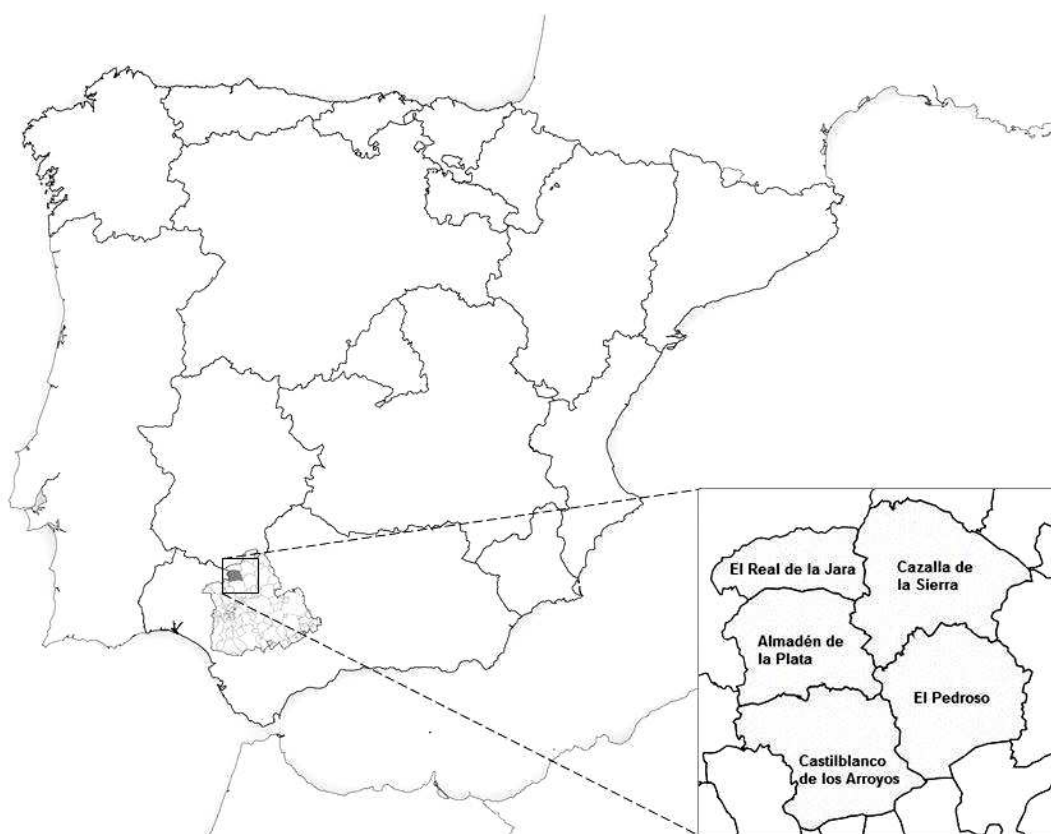 El Real de la Jara
Cazalla de
la Sierra
Almadén de
la Plata
El Pedroso
Castilblanco
de los Arroyos